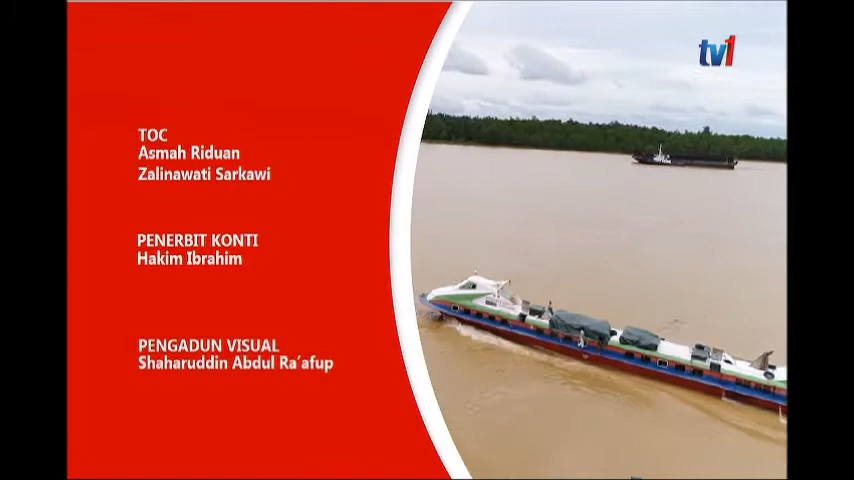 tv1
TOC
Asmah Riduan
Zalinawati Sarkawi
PENERBIT KONTI
Hakim Ibrahim
PENGADUN VISUAL
Shaharuddin Abdul Ra'afup